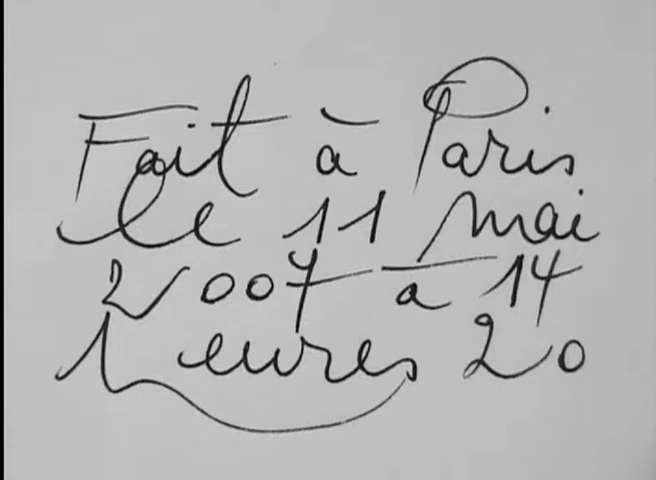 Fait à Paris
le 11 mai
2007 à 14
heures 20